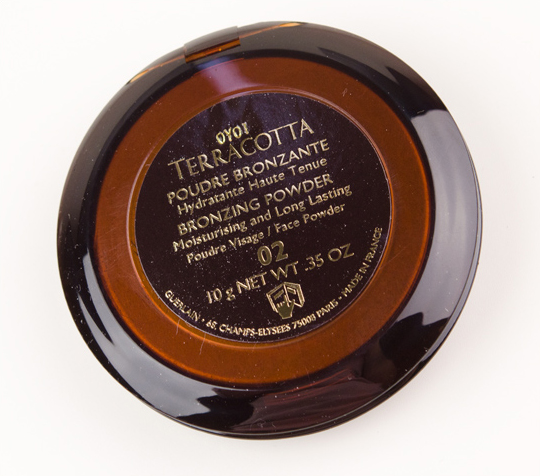 TERRACOTTA
POUDRE BRONZANTE
Hydratante Haute Tenue
BRONZING POWDER
Moisturising and Long Lasting
Poudre Visage / Face Powder
02
10 g NET WT .35 OZ
GUERLAIN · 68, CHAMPS-ELYSEES 75008 PARIS · MADE IN FRANCE